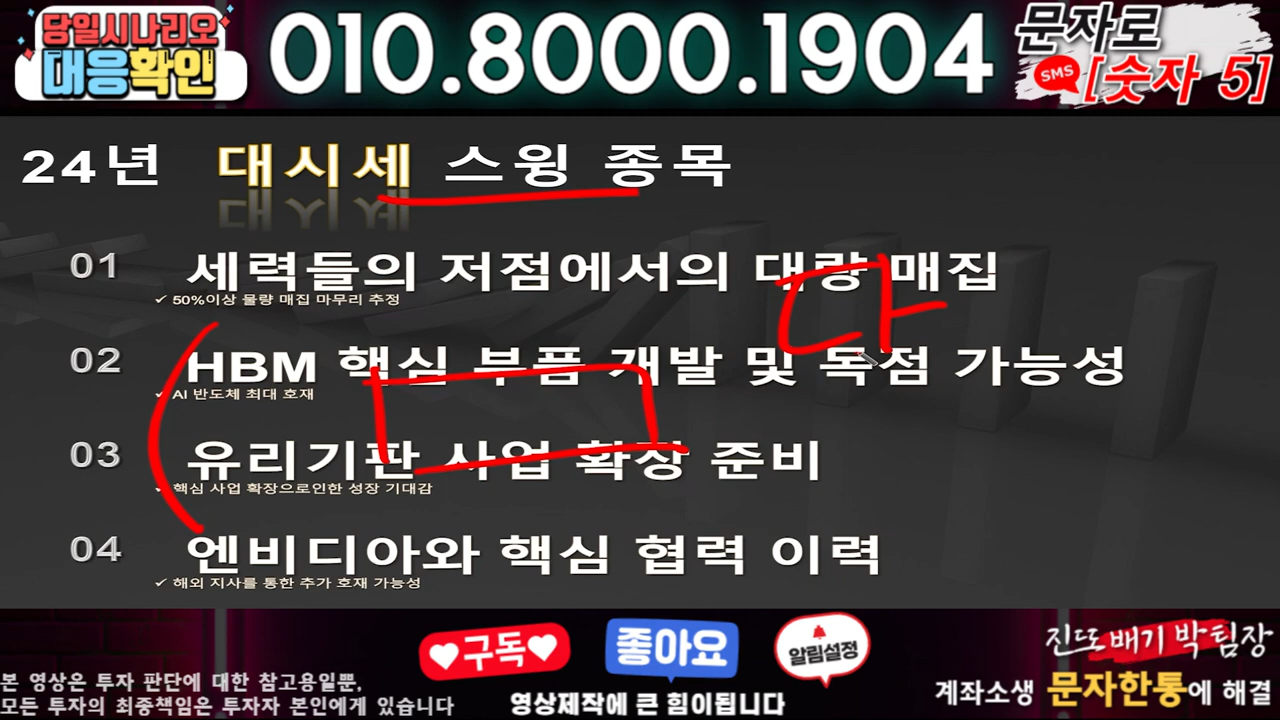 당일시나리오
대응확인
010.8000.1904
문자로
SMS
[숫자 5]
24년 대시세 스윙 종목
01 세력들의 저점에서의 대량 매집
✓ 50%이상 물량 매집 마무리 추정
02 HBM 핵심 부품 개발 및 독점 가능성
✓ AI 반도체 최대 호재
03 유리기판 사업 확장 준비
✓ 핵심 사업 확장으로인한 성장 기대감
04 엔비디아와 핵심 협력 이력
✓ 해외 지사를 통한 추가 호재 가능성
다
구독
좋아요
알림설정
영상제작에 큰 힘이됩니다
본 영상은 투자 판단에 대한 참고용일뿐,
모든 투자의 최종책임은 투자자 본인에게 있습니다
진또배기 박팀장
계좌소생 문자한통에 해결